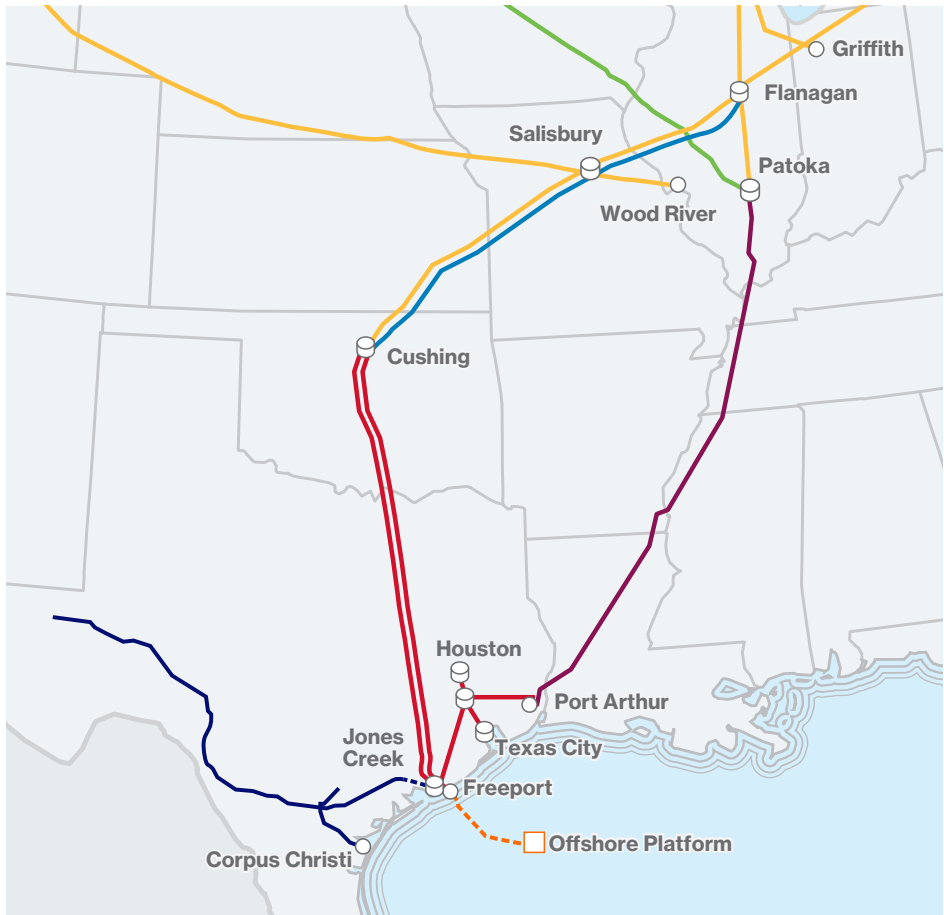 Griffith
Flanagan
Salisbury
Patoka
Wood River
Cushing
Houston
Port Arthur
Jones
Creek
Texas City
Freeport
Offshore Platform
Corpus Christi